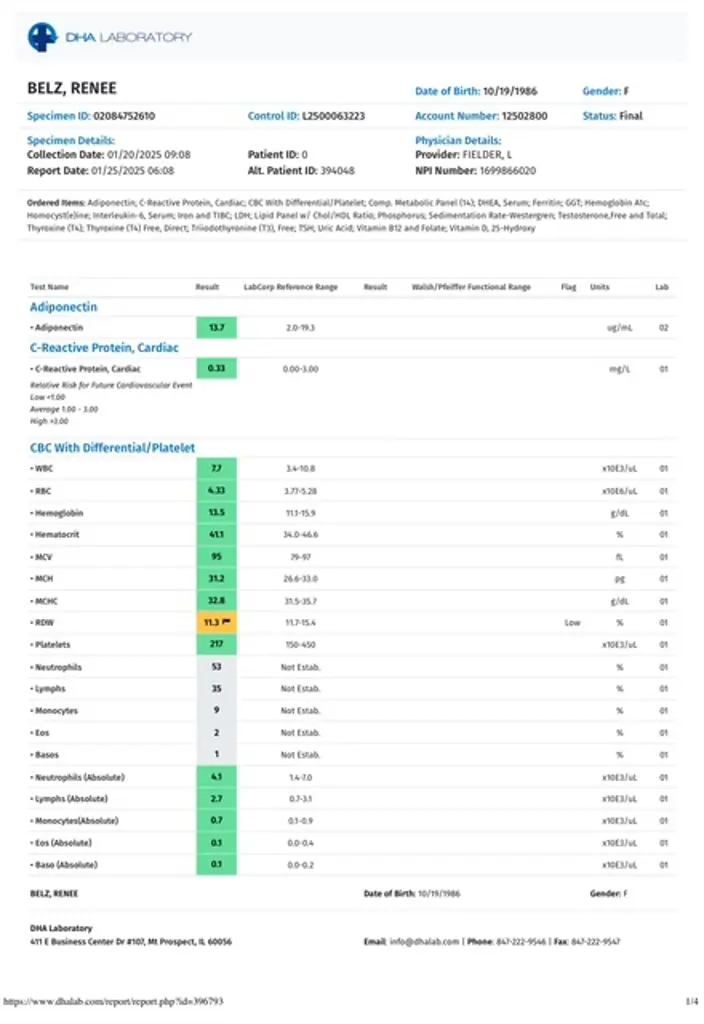 DHA LABORATORY
BELZ, RENEE Date of Birth: 10/19/1986 Gender: F
Specimen ID: 02084752610 Control ID: L2500063223 Account Number: 12502800 Status: Final
Specimen Details: Physician Details:
Collection Date: 01/20/2025 09:08 Patient ID: 0 Provider: FIELDER, L
Report Date: 01/25/2025 06:08 Alt. Patient ID: 394048 NPI Number: 1699866020
Ordered Items: Adiponectin; C-Reactive Protein, Cardiac; CBC With Differential/Platelet; Comp. Metabolic Panel (14); DHEA, Serum; Ferritin; GGT; Hemoglobin A1c;
Homocyst(e)ine; Interleukin-6, Serum; Iron and TIBC; LDH; Lipid Panel w/ Chol/HDL Ratio; Phosphorus; Sedimentation Rate-Westergren; Testosterone,Free and Total;
Thyroxine (T4); Thyroxine (T4) Free, Direct; Triiodothyronine (T3), Free; TSH; Uric Acid; Vitamin B12 and Folate; Vitamin D, 25-Hydroxy
Test Name Result LabCorp Reference Range Result Walsh/Pfeiffer Functional Range Flag Units Lab
Adiponectin
• Adiponectin 13.7 2.0-19.3 ug/mL 02
C-Reactive Protein, Cardiac
• C-Reactive Protein, Cardiac 0.33 0.00-3.00 mg/L 01
Relative Risk for Future Cardiovascular Event
Low <1.00
Average 1.00 - 3.00
High >3.00
CBC With Differential/Platelet
• WBC 7.7 3.4-10.8 x10E3/uL 01
• RBC 4.33 3.77-5.28 x10E6/uL 01
• Hemoglobin 13.5 11.1-15.9 g/dL 01
• Hematocrit 41.1 34.0-46.6 % 01
• MCV 95 79-97 fL 01
• MCH 31.2 26.6-33.0 pg 01
• MCHC 32.8 31.5-35.7 g/dL 01
• RDW 11.3 11.7-15.4 Low % 01
• Platelets 217 150-450 x10E3/uL 01
• Neutrophils 53 Not Estab. % 01
• Lymphs 35 Not Estab. % 01
• Monocytes 9 Not Estab. % 01
• Eos 2 Not Estab. % 01
• Basos 1 Not Estab. % 01
• Neutrophils (Absolute) 4.1 1.4-7.0 x10E3/uL 01
• Lymphs (Absolute) 2.7 0.7-3.1 x10E3/uL 01
• Monocytes(Absolute) 0.7 0.1-0.9 x10E3/uL 01
• Eos (Absolute) 0.1 0.0-0.4 x10E3/uL 01
• Baso (Absolute) 0.1 0.0-0.2 x10E3/uL 01
BELZ, RENEE Date of Birth: 10/19/1986 Gender: F
DHA Laboratory
411 E Business Center Dr #107, Mt Prospect, IL 60056 Email: info@dhalab.com | Phone: 847-222-9546 | Fax: 847-222-9547
https://www.dhalab.com/report/report.php?id=396793 1/4